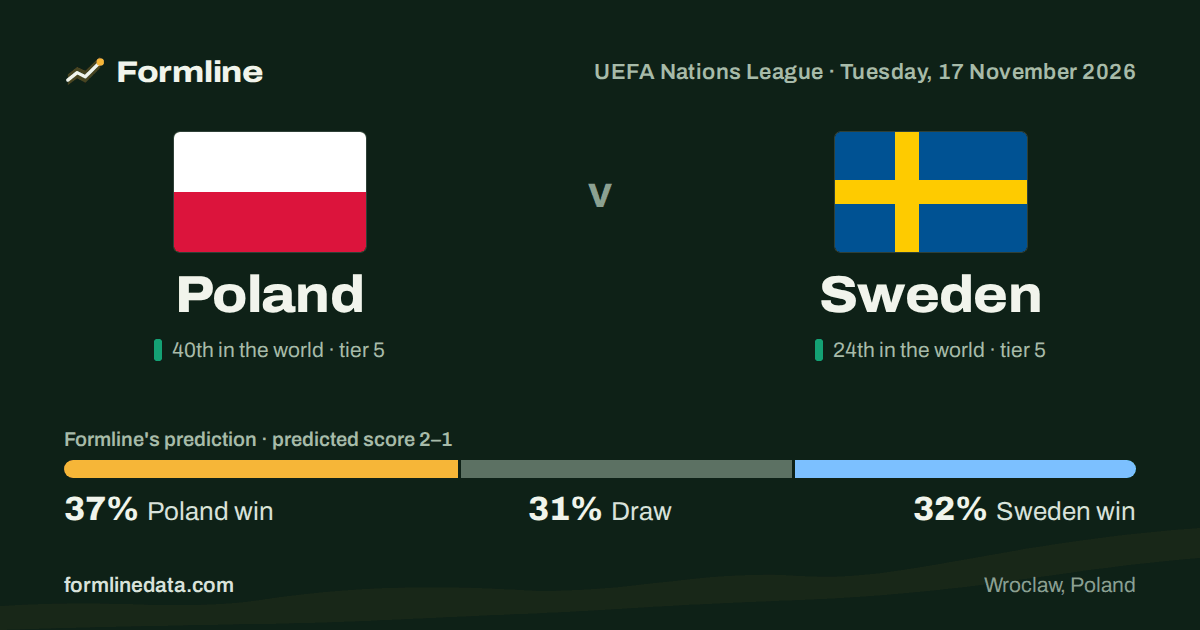 Formline
UEFA Nations League · Tuesday, 17 November 2026
v
Poland
Sweden
40th in the world · tier 5
24th in the world · tier 5
Formline's prediction · predicted score 2–1
37% Poland win
31% Draw
32% Sweden win
formlinedata.com
Wroclaw, Poland